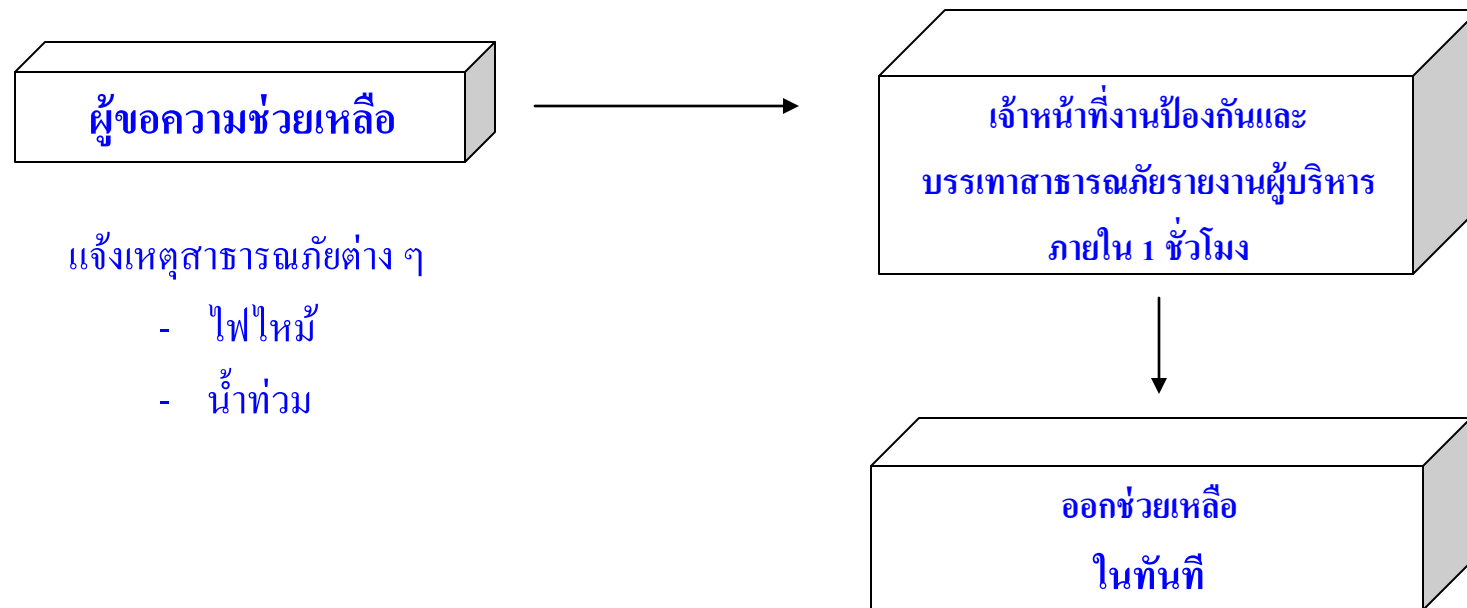 ผู้ขอความช่วยเหลือ
แจ้งเหตุสาธารณภัยต่าง ๆ
- ไฟไหม้
- น้ำท่วม
เจ้าหน้าที่งานป้องกันและ
บรรเทาสาธารณภัยรายงานผู้บริหาร
ภายใน 1 ชั่วโมง
ออกช่วยเหลือ
ในทันที